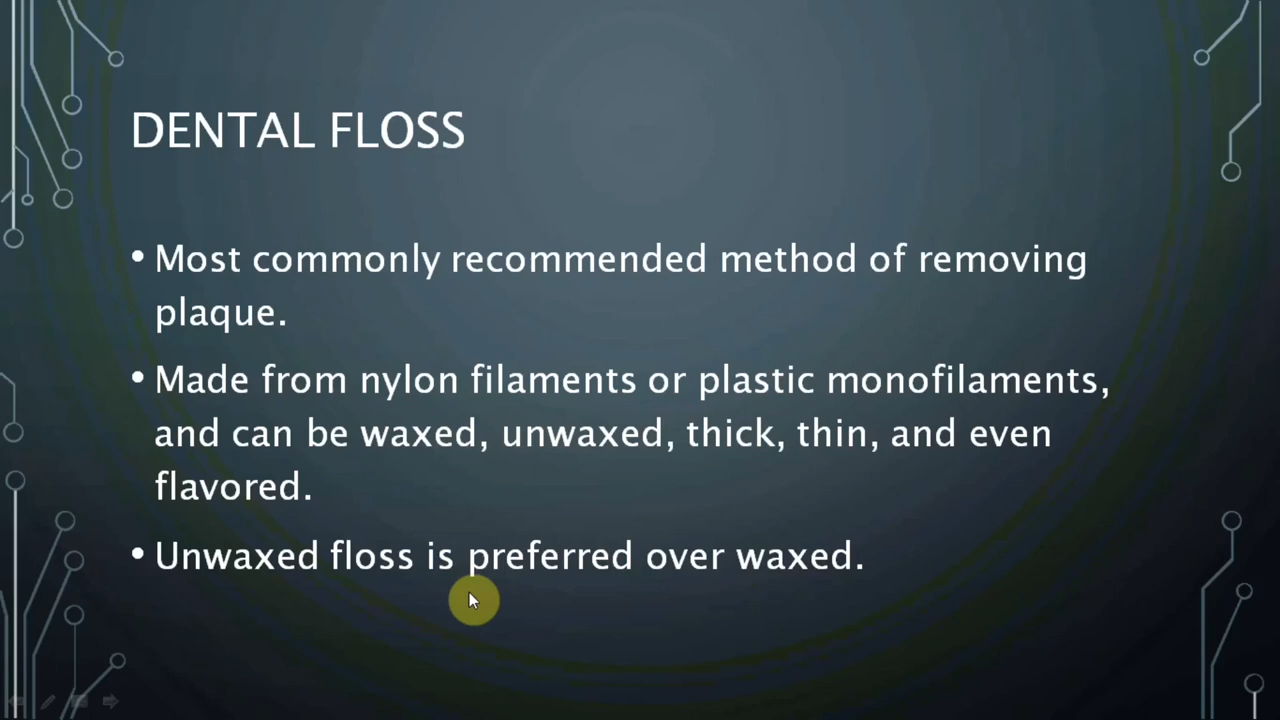 DENTAL FLOSS
• Most commonly recommended method of removing
plaque.
• Made from nylon filaments or plastic monofilaments,
and can be waxed, unwaxed, thick, thin, and even
flavored.
• Unwaxed floss is preferred over waxed.